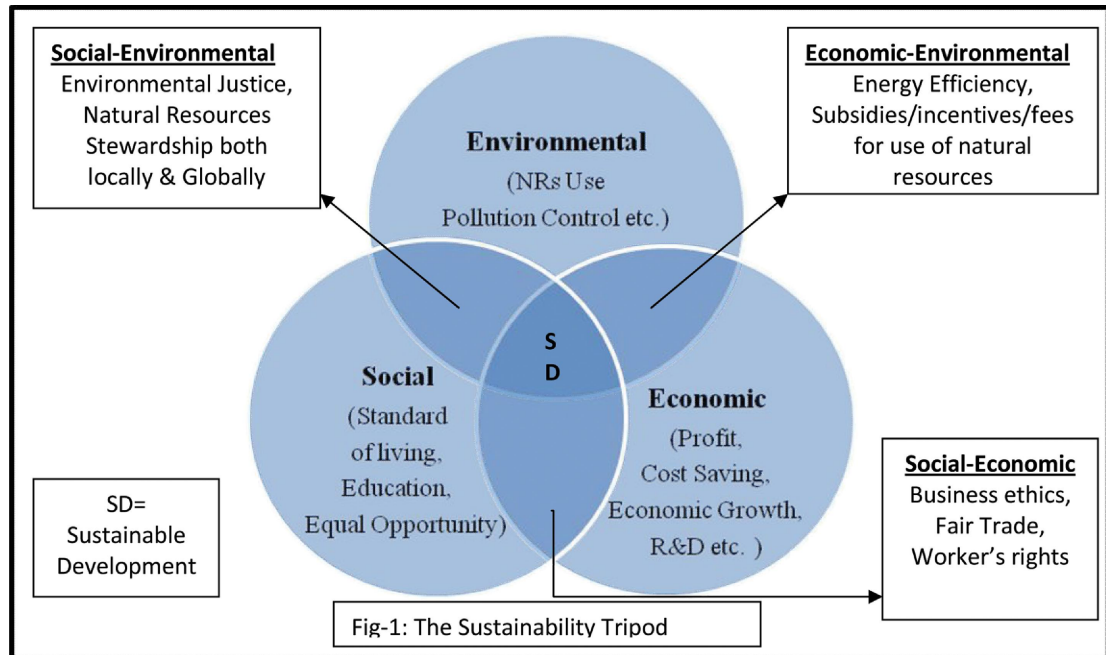 Social-Environmental
Environmental Justice,
Natural Resources
Stewardship both
locally & Globally
Economic-Environmental
Energy Efficiency,
Subsidies/incentives/fees
for use of natural
resources
Environmental
(NRs Use
Pollution Control etc.)
S
D
Social
(Standard
of living,
Education,
Equal Opportunity)
Economic
(Profit,
Cost Saving,
Economic Growth,
R&D etc. )
Social-Economic
Business ethics,
Fair Trade,
Worker’s rights
SD=
Sustainable
Development
Fig-1: The Sustainability Tripod